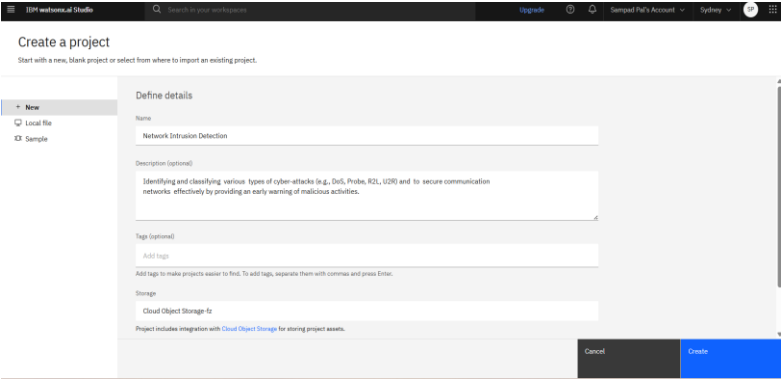 IBM watsonx.ai Studio
Search in your workspaces
Upgrade
Sampad Pal's Account
Sydney
SP
Create a project
Start with a new, blank project or select from where to import an existing project.
+ New
Local file
Sample
Define details
Name
Network Intrusion Detection
Description (optional)
Identifying and classifying various types of cyber-attacks (e.g., DoS, Probe, R2L, U2R) and to secure communication
networks effectively by providing an early warning of malicious activities.
Tags (optional)
Add tags
Add tags to make projects easier to find. To add tags, separate them with commas and press Enter.
Storage
Cloud Object Storage-fz
Project includes integration with Cloud Object Storage for storing project assets.
Cancel
Create